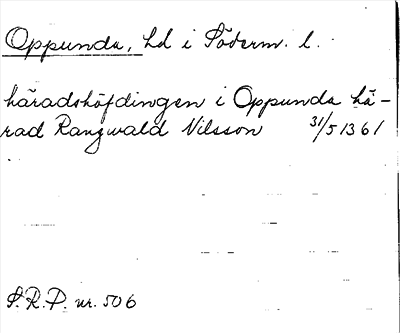 Oppunda, hd i Söderm. l.
häradshöfdingen i Oppunda hä-
rad Rangwald Nilsson 31/5 1361
S.R.P. nr. 506